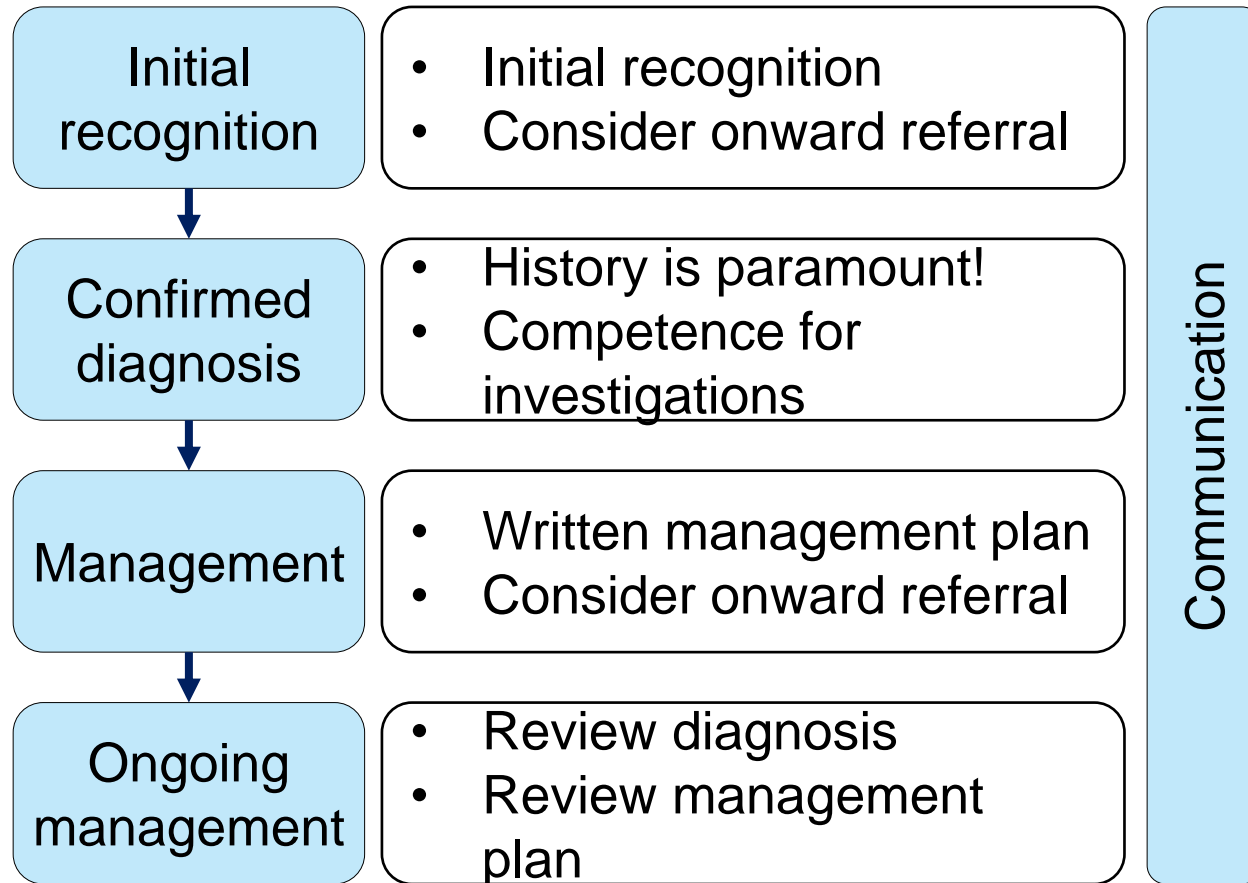 Initial
recognition
• Initial recognition
• Consider onward referral
Confirmed
diagnosis
• History is paramount!
• Competence for
investigations
Management
• Written management plan
• Consider onward referral
Ongoing
management
• Review diagnosis
• Review management
plan
Communication